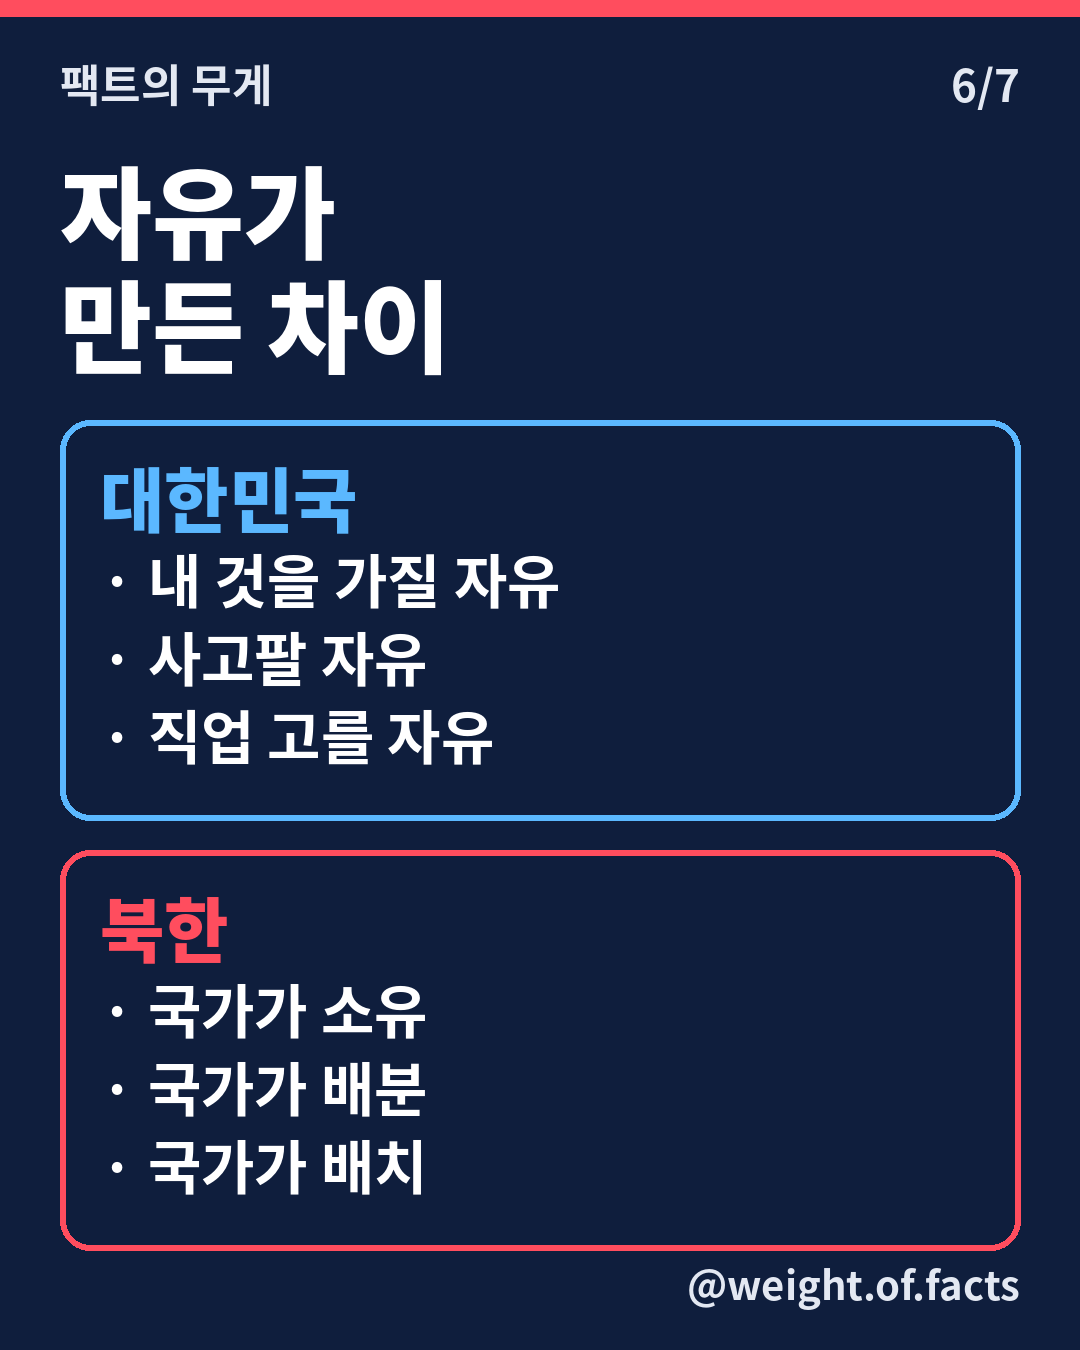 팩트의 무게
6/7
자유가
만든 차이
대한민국
· 내 것을 가질 자유
· 사고팔 자유
· 직업 고를 자유
북한
· 국가가 소유
· 국가가 배분
· 국가가 배치
@weight.of.facts